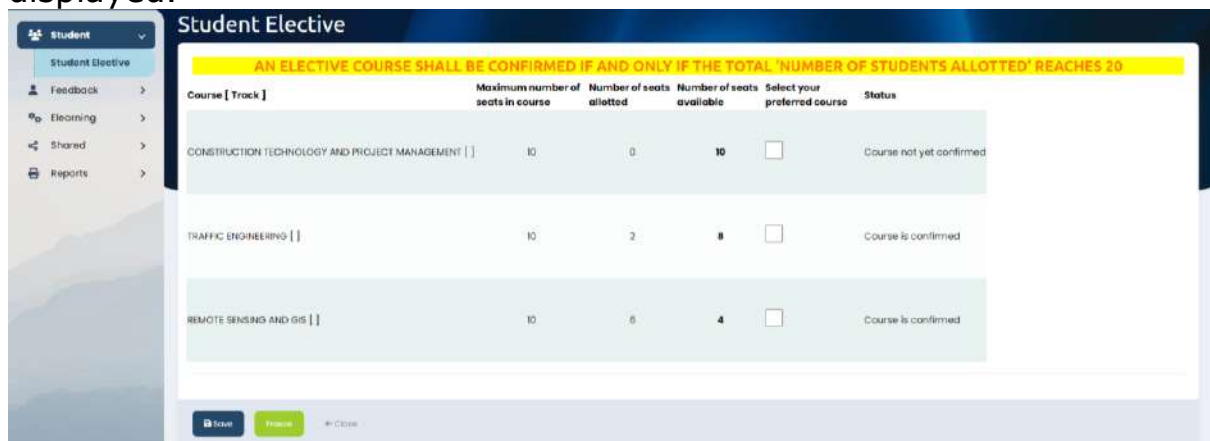 displayed.
Student
Student Elective
Feedback
Elearning
Shared
Reports
Student Elective
AN ELECTIVE COURSE SHALL BE CONFIRMED IF AND ONLY IF THE TOTAL 'NUMBER OF STUDENTS ALLOTTED' REACHES 20
Course [ Track ] Maximum number of seats in course Number of seats allotted Number of seats available Select your preferred course Status
CONSTRUCTION TECHNOLOGY AND PROJECT MANAGEMENT [ ] 10 0 10 Course not yet confirmed
TRAFFIC ENGINEERING [ ] 10 2 8 Course is confirmed
REMOTE SENSING AND GIS [ ] 10 6 4 Course is confirmed
Save Freeze Close